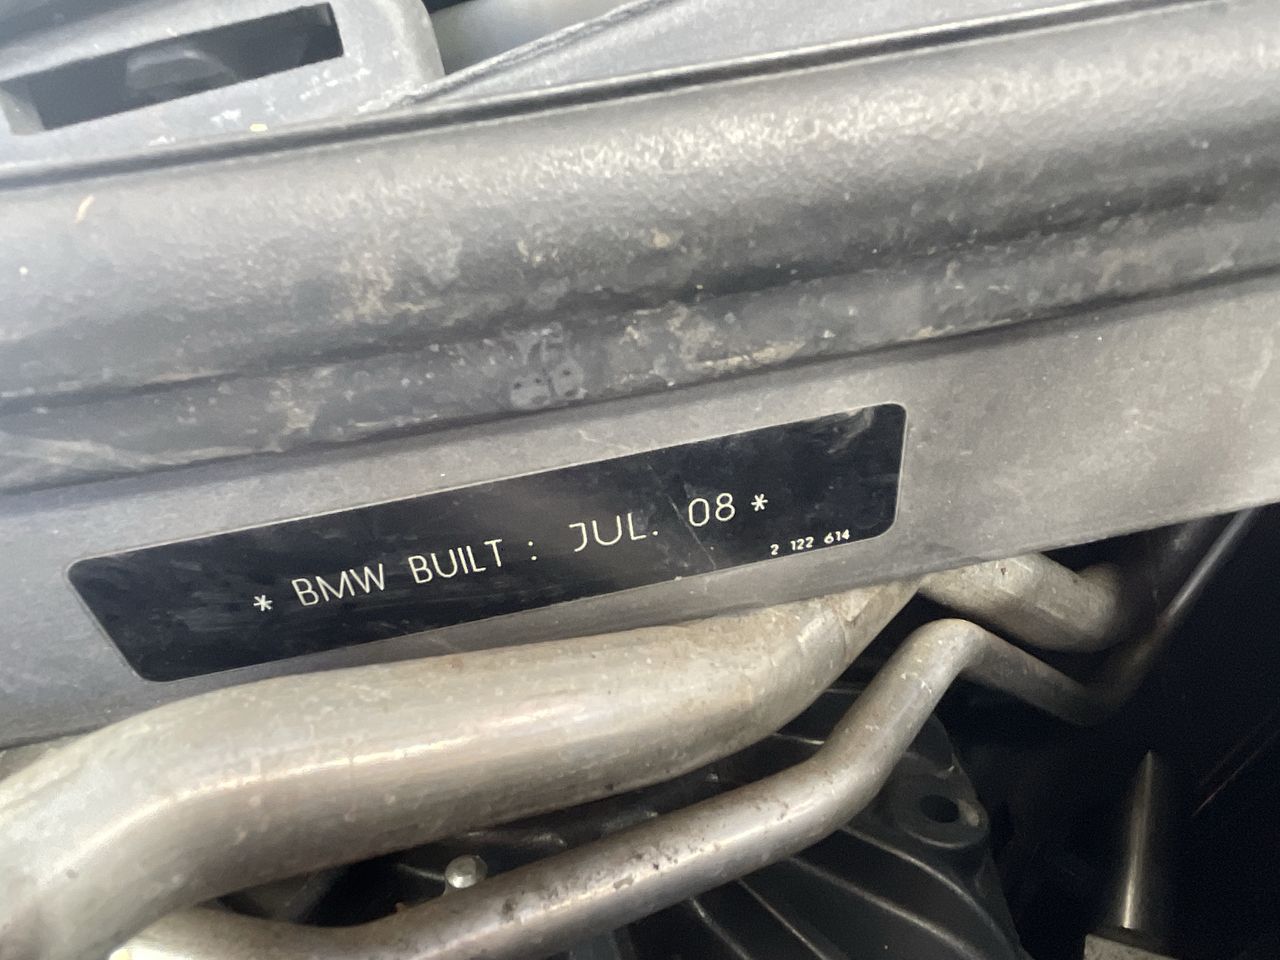 * BMW BUILT : JUL. 08 *
2 122 614